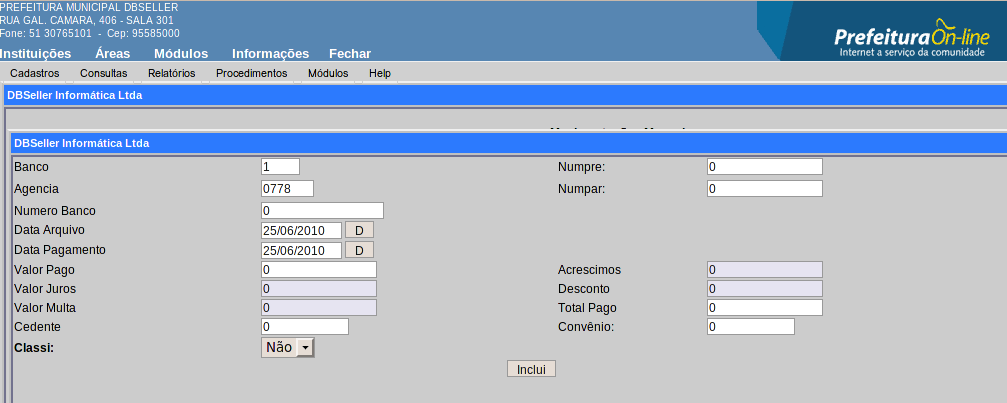 PREFEITURA MUNICIPAL DBSELLER
RUA GAL. CAMARA, 406 - SALA 301
Fone: 51 30765101 - Cep: 95585000
PrefeituraOn-line
Internet a serviço da comunidade
Instituições Áreas Módulos Informações Fechar
Cadastros Consultas Relatórios Procedimentos Módulos Help
DBSeller Informática Ltda
DBSeller Informática Ltda
Banco 1 Numpre: 0
Agencia 0778 Numpar: 0
Numero Banco 0
Data Arquivo 25/06/2010 D
Data Pagamento 25/06/2010 D
Valor Pago 0 Acrescimos 0
Valor Juros 0 Desconto 0
Valor Multa 0 Total Pago 0
Cedente 0 Convênio: 0
Classi: Não
Inclui